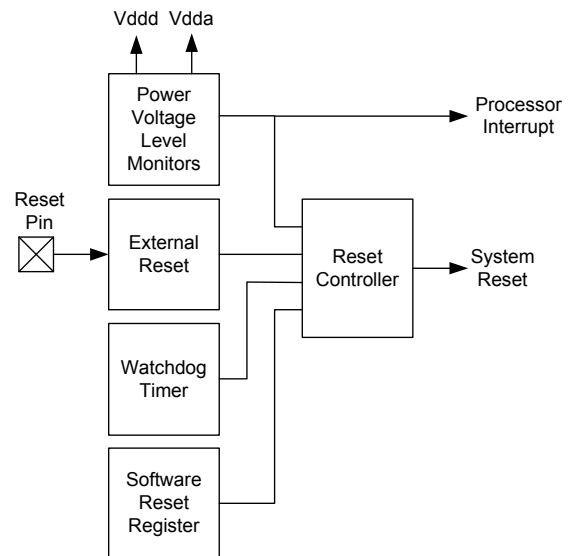 Vddd Vdda
Power
Voltage
Level
Monitors
Processor
Interrupt
Reset
Pin
External
Reset
Reset
Controller
System
Reset
Watchdog
Timer
Software
Reset
Register